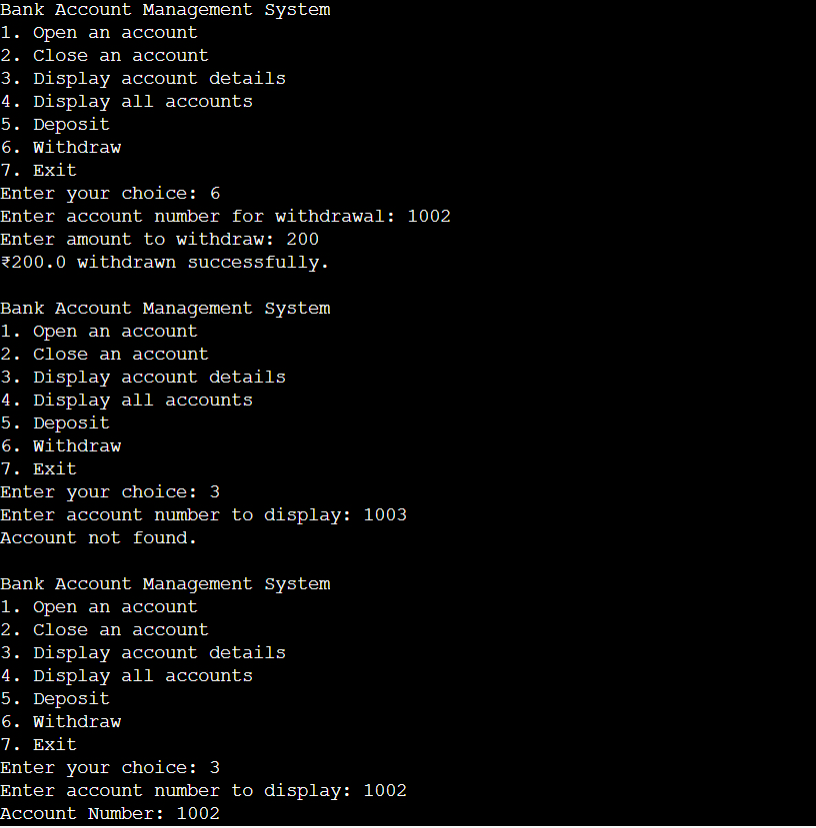 Bank Account Management System
1. Open an account
2. Close an account
3. Display account details
4. Display all accounts
5. Deposit
6. Withdraw
7. Exit
Enter your choice: 6
Enter account number for withdrawal: 1002
Enter amount to withdraw: 200
₹200.0 withdrawn successfully.

Bank Account Management System
1. Open an account
2. Close an account
3. Display account details
4. Display all accounts
5. Deposit
6. Withdraw
7. Exit
Enter your choice: 3
Enter account number to display: 1003
Account not found.

Bank Account Management System
1. Open an account
2. Close an account
3. Display account details
4. Display all accounts
5. Deposit
6. Withdraw
7. Exit
Enter your choice: 3
Enter account number to display: 1002
Account Number: 1002